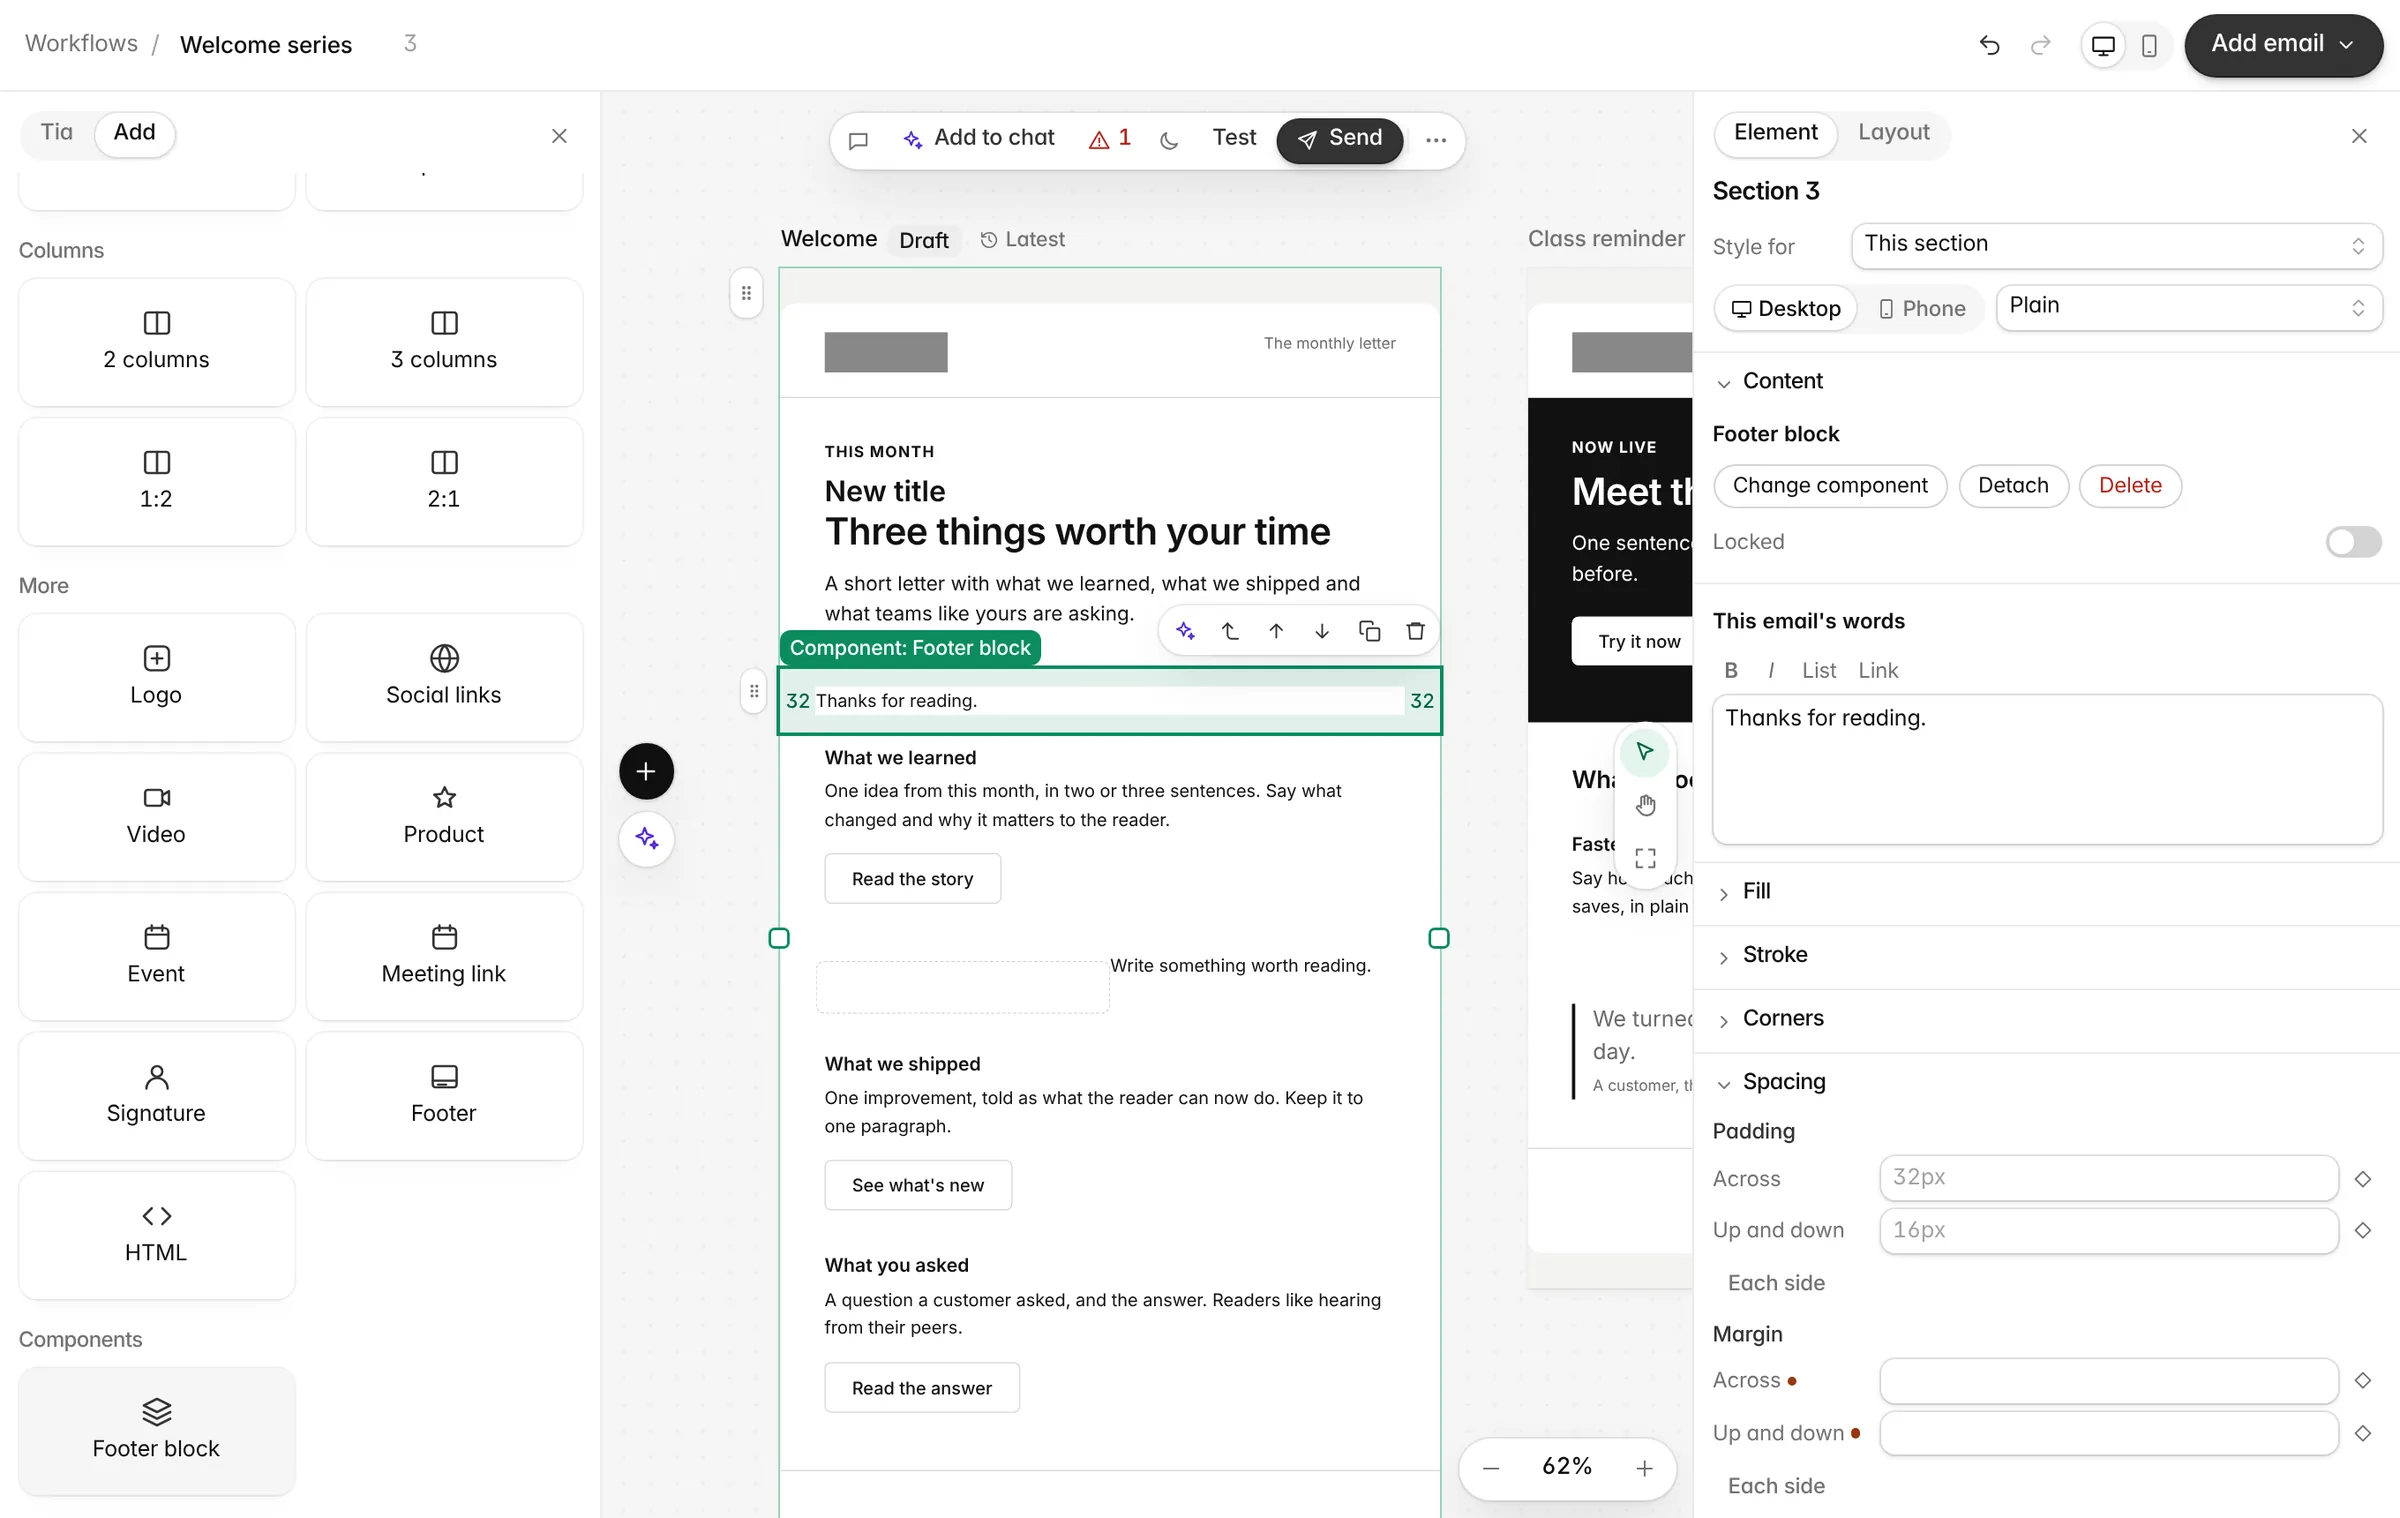 Workflows / Welcome series 3
Add email
Tia Add
Columns
2 columns
3 columns
1:2
2:1
More
Logo
Social links
Video
Product
Event
Meeting link
Signature
Footer
HTML
Components
Footer block
Add to chat 1 Test Send
Welcome Draft Latest
The monthly letter
THIS MONTH
New title
Three things worth your time
A short letter with what we learned, what we shipped and
what teams like yours are asking.
Component: Footer block
32 Thanks for reading. 32
What we learned
One idea from this month, in two or three sentences. Say what
changed and why it matters to the reader.
Read the story
Write something worth reading.
What we shipped
One improvement, told as what the reader can now do. Keep it to
one paragraph.
See what's new
What you asked
A question a customer asked, and the answer. Readers like hearing
from their peers.
Read the answer
Class reminder
NOW LIVE
Meet
One
before.
Try it now
Say
saves, in plain
We
day.
A customer,
62%
Element Layout
Section 3
Style for This section
Desktop Phone Plain
Content
Footer block
Change component Detach Delete
Locked
This email's words
B I List Link
Thanks for reading.
Fill
Stroke
Corners
Spacing
Padding
Across 32px
Up and down 16px
Each side
Margin
Across
Up and down
Each side